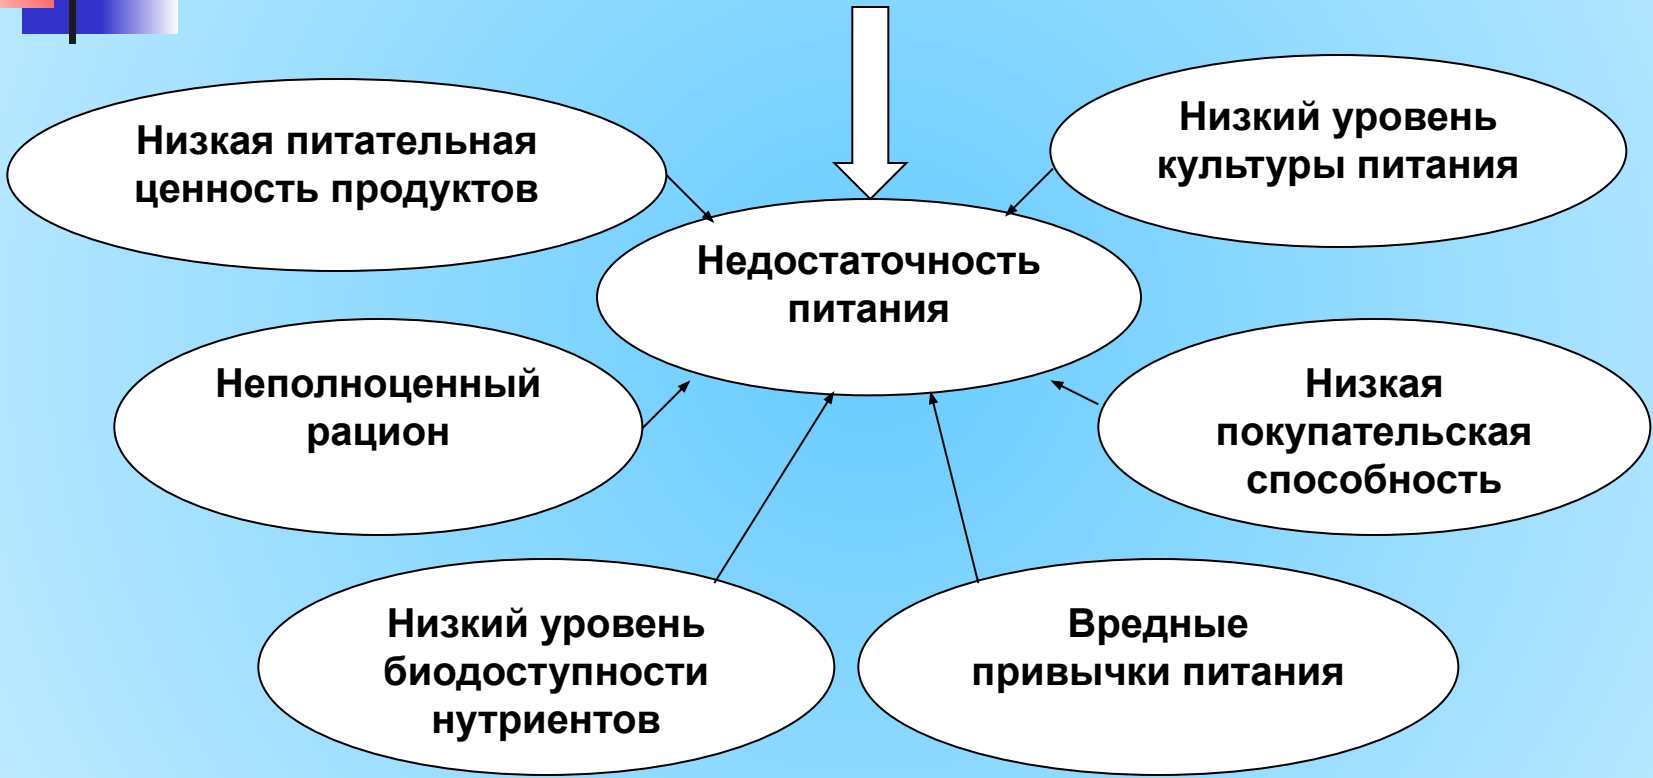 Низкая питательная
ценность продуктов
Низкий уровень
культуры питания
Недостаточность
питания
Неполноценный
рацион
Низкая
покупательская
способность
Низкий уровень
биодоступности
нутриентов
Вредные
привычки питания